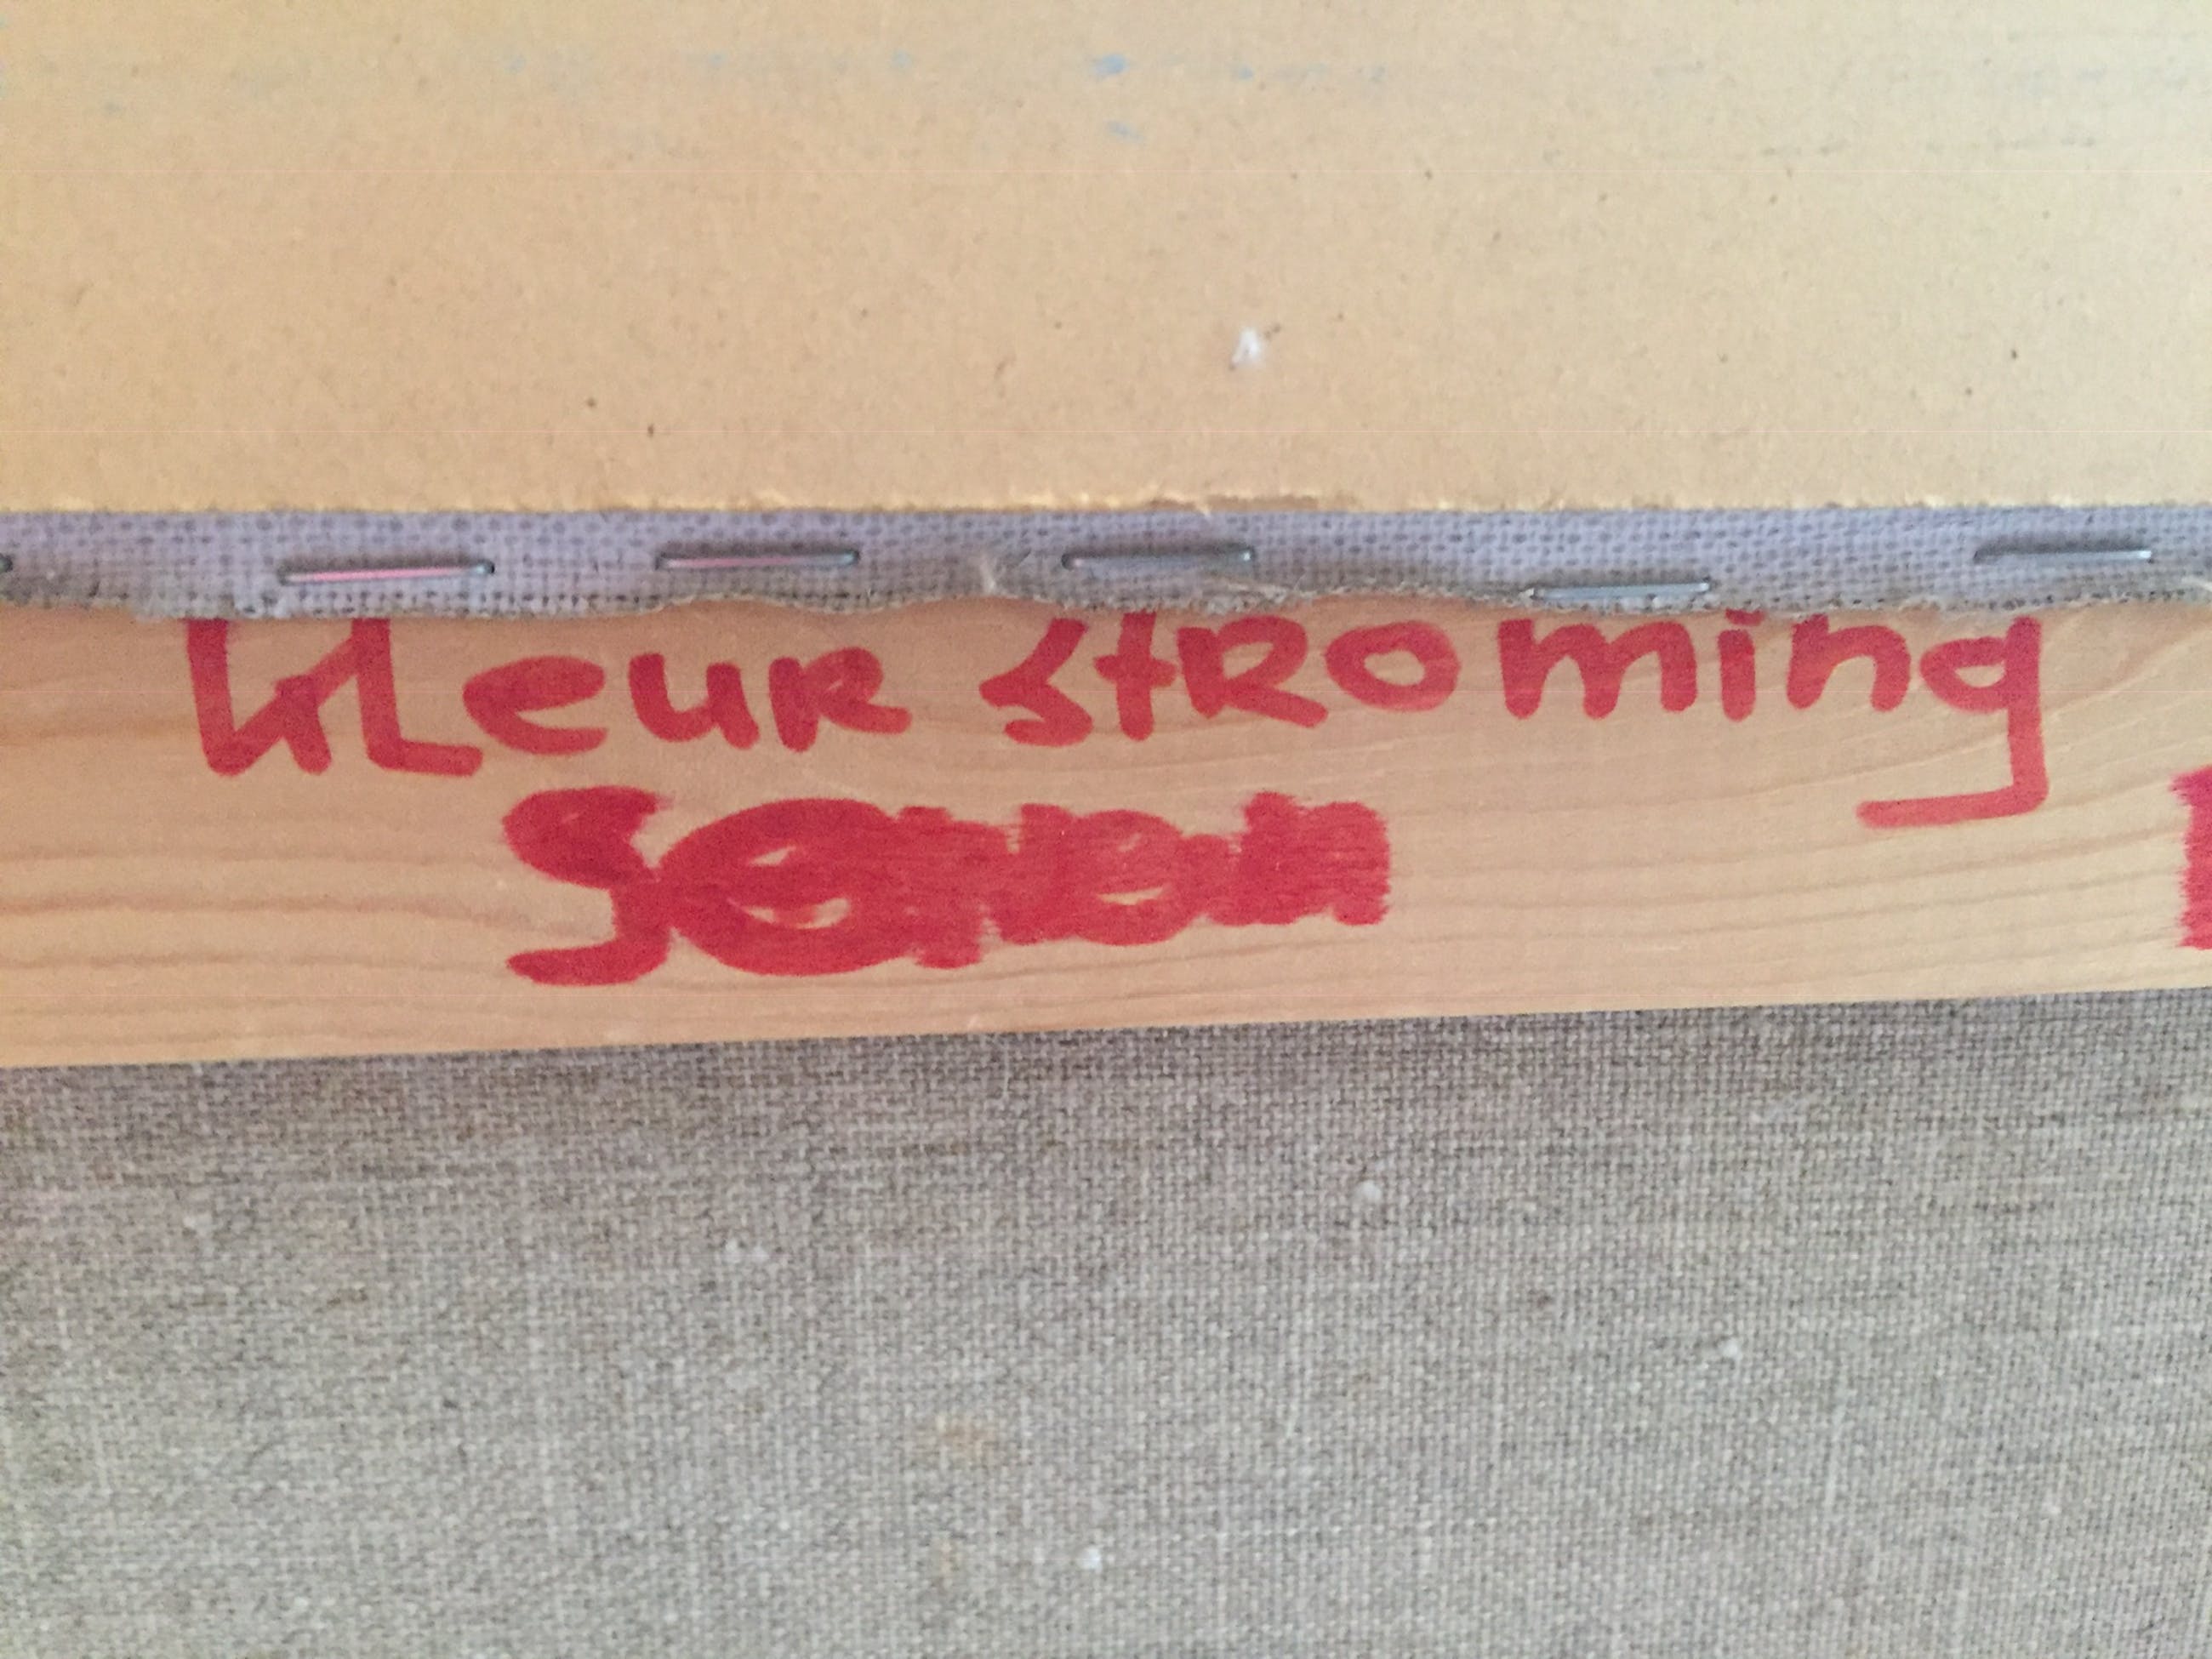 kleur stroming